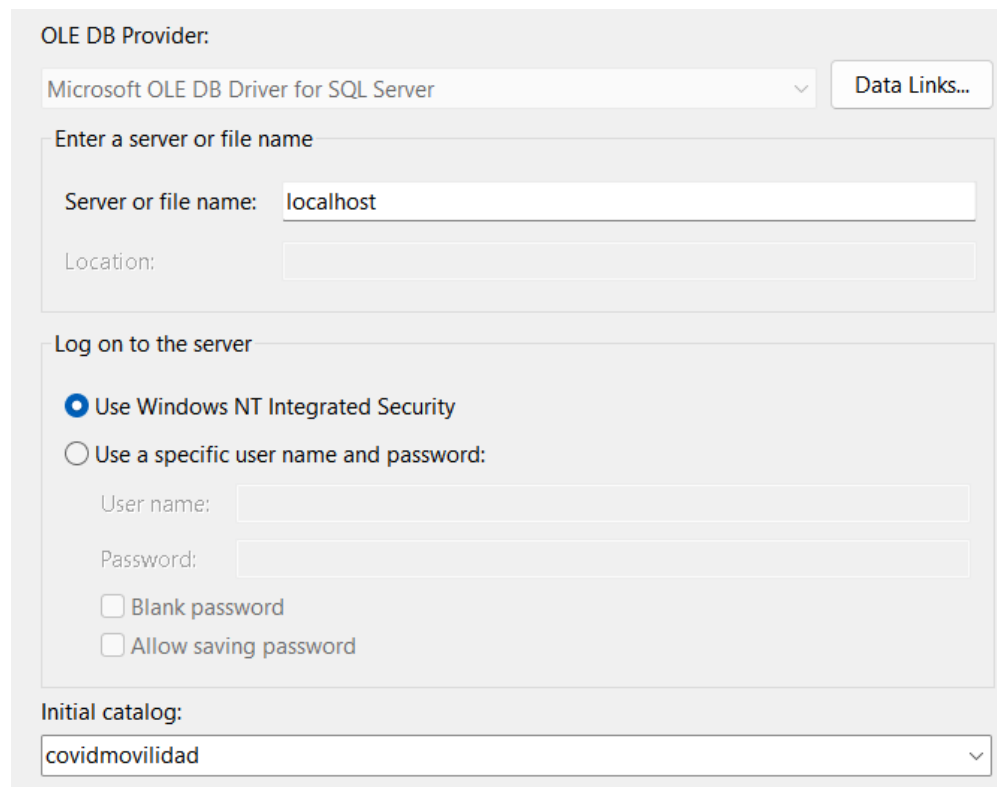 OLE DB Provider:
Microsoft OLE DB Driver for SQL Server
Data Links...
Enter a server or file name
Server or file name: localhost
Location:
Log on to the server
Use Windows NT Integrated Security
Use a specific user name and password:
User name:
Password:
Blank password
Allow saving password
Initial catalog:
covidmovilidad